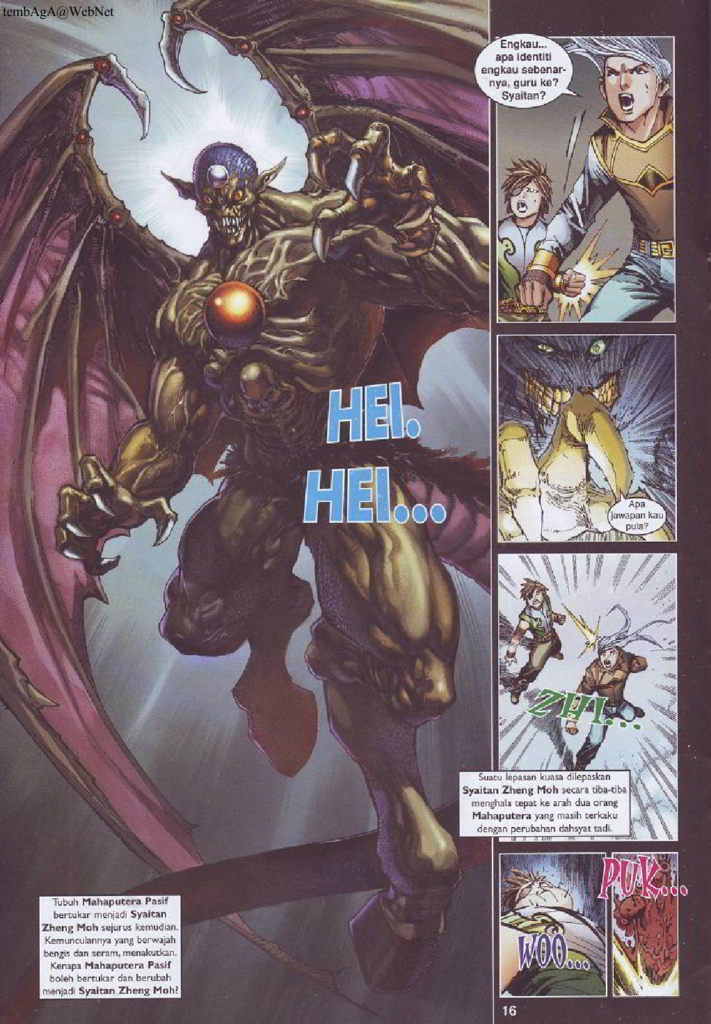 tembAgA@WebNet
HEI.
HEI...
Tubuh Mahaputera Pasif
bertukar menjadi Syaitan
Zheng Moh sejurus kemudian.
Kemunculannya yang berwajah
bengis dan seram, menakutkan.
Kenapa Mahaputera Pasif
boleh bertukar dan berubah
menjadi Syaitan Zheng Moh?
Engkau...
apa identiti
engkau sebenar-
nya, guru ke?
Syaitan?
Apa
jawapan kau
pula?
ZHI...
Suatu lepasan kuasa dilepaskan
Syaitan Zheng Moh secara tiba-tiba
menghala tepat ke arah dua orang
Mahaputera yang masih terkaku
dengan perubahan dahsyat tadi.
WOO...
PUK...
16